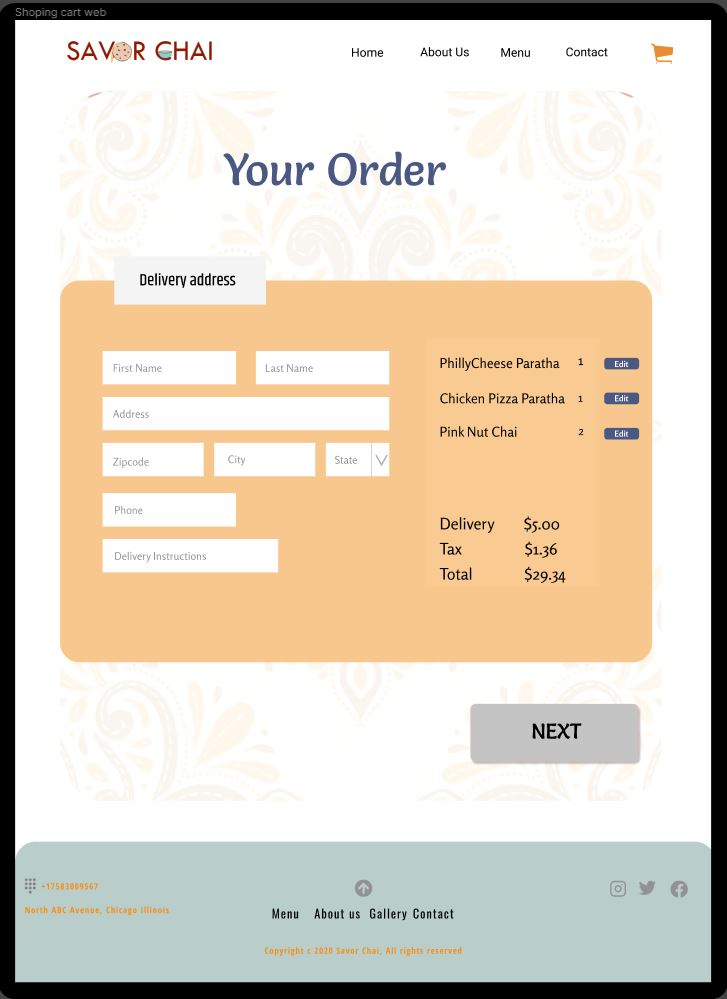 Shoping cart web
SAVOR CHAI
Home About Us Menu Contact
Your Order
Delivery address
First Name Last Name
Address
Zipcode City State
Phone
Delivery Instructions
PhillyCheese Paratha 1 Edit
Chicken Pizza Paratha 1 Edit
Pink Nut Chai 2 Edit
Delivery $5.00
Tax $1.36
Total $29.34
NEXT
+17583009567
North ABC Avenue, Chicago Illinois
Menu About us Gallery Contact
Copyright c 2020 Savor Chai, All rights reserved